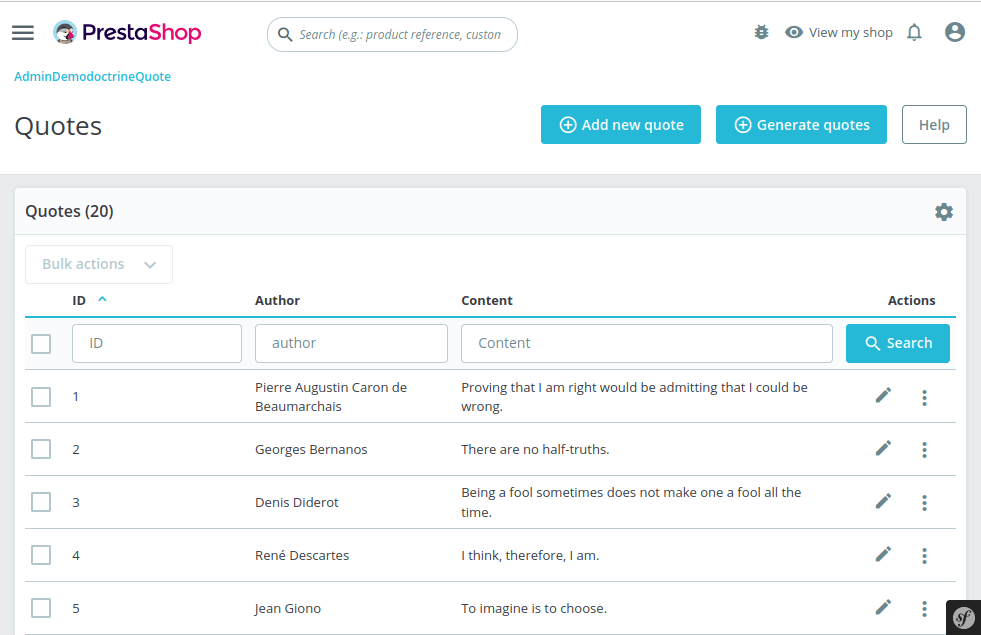 PrestaShop
Search (e.g.: product reference, custon
View my shop
AdminDemodoctrineQuote
Quotes
Add new quote
Generate quotes
Help
Quotes (20)
Bulk actions
ID Author Content Actions
ID author Content Search
1 Pierre Augustin Caron de Beaumarchais
Proving that I am right would be admitting that I could be
wrong.
2 Georges Bernanos There are no half-truths.
3 Denis Diderot
Being a fool sometimes does not make one a fool all the
time.
4 René Descartes I think, therefore, I am.
5 Jean Giono To imagine is to choose.
sf